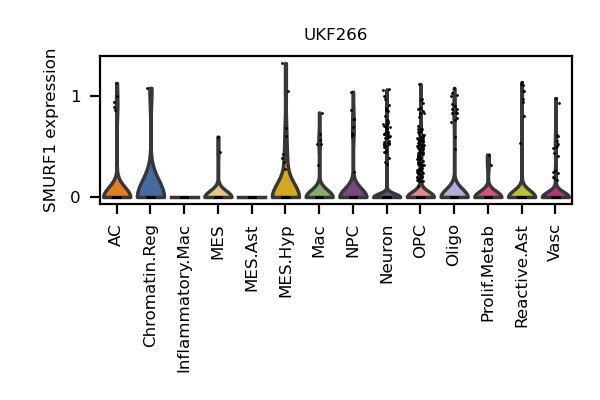 UKF266
SMURF1 expression
1
0
AC
Chromatin.Reg
Inflammatory.Mac
MES
MES.Ast
MES.Hyp
Mac
NPC
Neuron
OPC
Oligo
Prolif.Metab
Reactive.Ast
Vasc